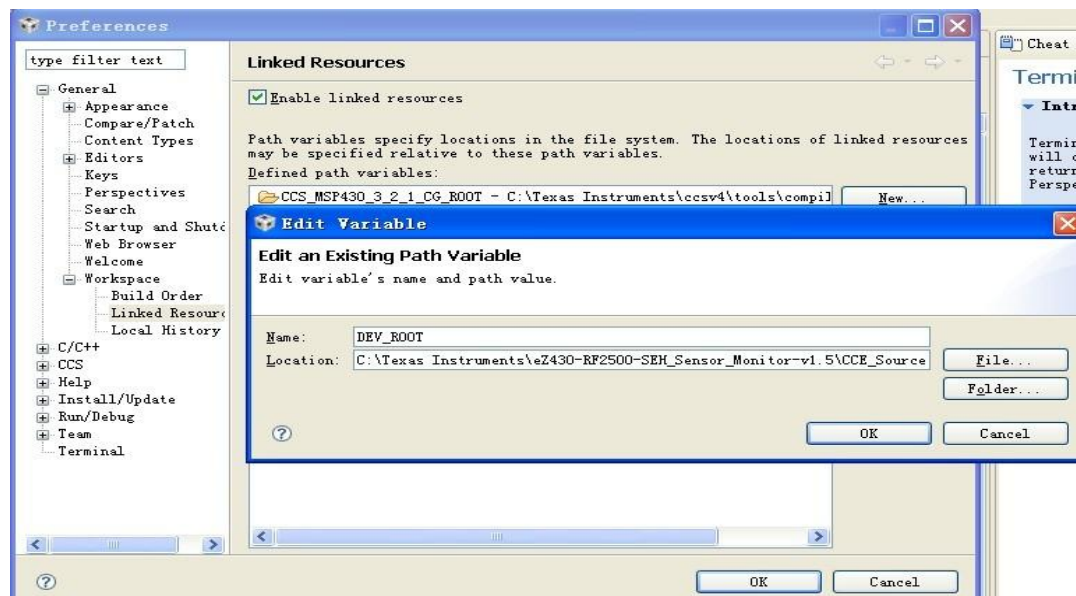 Preferences
type filter text
General
Appearance
Compare/Patch
Content Types
Editors
Keys
Perspectives
Search
Startup and Shutd
Web Browser
Welcome
Workspace
Build Order
Linked Resourc
Local History
C/C++
CCS
Help
Install/Update
Run/Debug
Team
Terminal
Linked Resources
Enable linked resources
Path variables specify locations in the file system. The locations of linked resources
may be specified relative to these path variables.
Defined path variables:
CCS_MSP430_3_2_1_CG_ROOT - C:\Texas Instruments\ccsv4\tools\compil
New...
Edit Variable
Edit an Existing Path Variable
Edit variable's name and path value.
Name:
DEV_ROOT
Location:
C:\Texas Instruments\eZ430-RF2500-SEH_Sensor_Monitor-v1.5\CCE_Source
File...
Folder...
OK
Cancel
OK
Cancel
Cheat
Termi
Intr
Termin
will c
return
Perspe